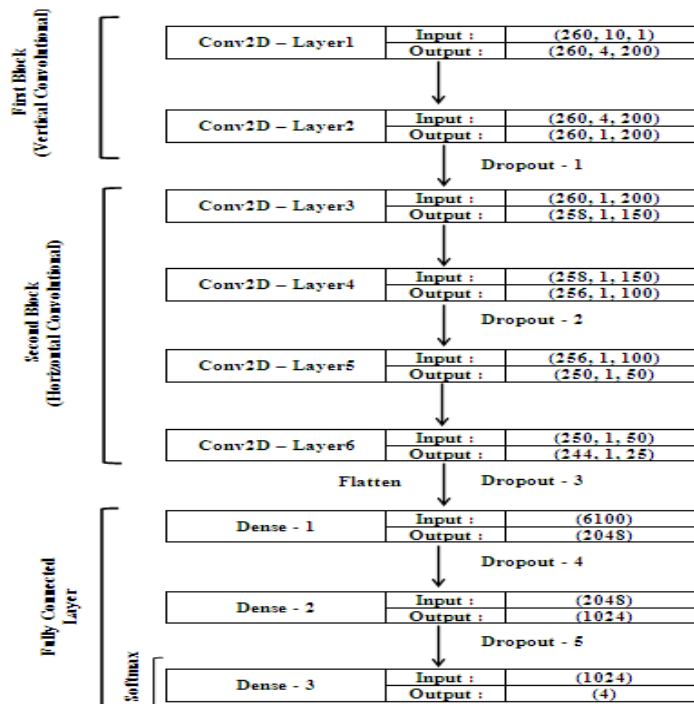 First Block
(Vertical Convolutional)
Conv2D – Layer1
Input :
(260, 10, 1)
Output :
(260, 4, 200)
Conv2D – Layer2
Input :
(260, 4, 200)
Output :
(260, 1, 200)
Dropout - 1
Second Block
(Horizontal Convolutional)
Conv2D – Layer3
Input :
(260, 1, 200)
Output :
(258, 1, 150)
Conv2D – Layer4
Input :
(258, 1, 150)
Output :
(256, 1, 100)
Dropout - 2
Conv2D – Layer5
Input :
(256, 1, 100)
Output :
(250, 1, 50)
Conv2D – Layer6
Input :
(250, 1, 50)
Output :
(244, 1, 25)
Flatten
Dropout - 3
Fully Connected
Layer
Dense - 1
Input :
(6100)
Output :
(2048)
Dropout - 4
Dense - 2
Input :
(2048)
Output :
(1024)
Dropout - 5
Softmax
Dense - 3
Input :
(1024)
Output :
(4)